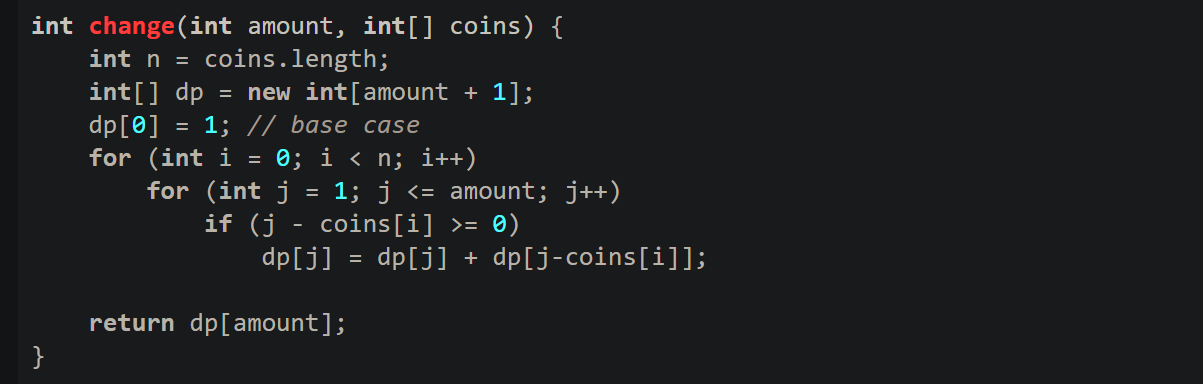 int change(int amount, int[] coins) {
    int n = coins.length;
    int[] dp = new int[amount + 1];
    dp[0] = 1; // base case
    for (int i = 0; i < n; i++)
        for (int j = 1; j <= amount; j++)
            if (j - coins[i] >= 0)
                dp[j] = dp[j] + dp[j-coins[i]];
    return dp[amount];
}